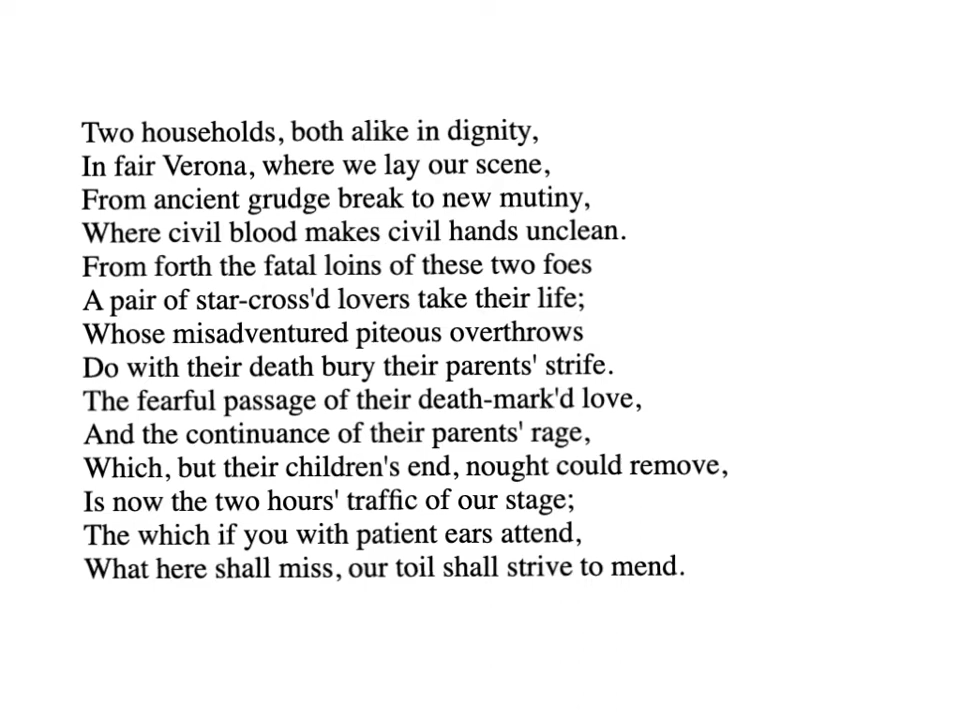 Two households, both alike in dignity,
In fair Verona, where we lay our scene,
From ancient grudge break to new mutiny,
Where civil blood makes civil hands unclean.
From forth the fatal loins of these two foes
A pair of star-cross'd lovers take their life;
Whose misadventured piteous overthrows
Do with their death bury their parents' strife.
The fearful passage of their death-mark'd love,
And the continuance of their parents' rage,
Which, but their children's end, nought could remove,
Is now the two hours' traffic of our stage;
The which if you with patient ears attend,
What here shall miss, our toil shall strive to mend.